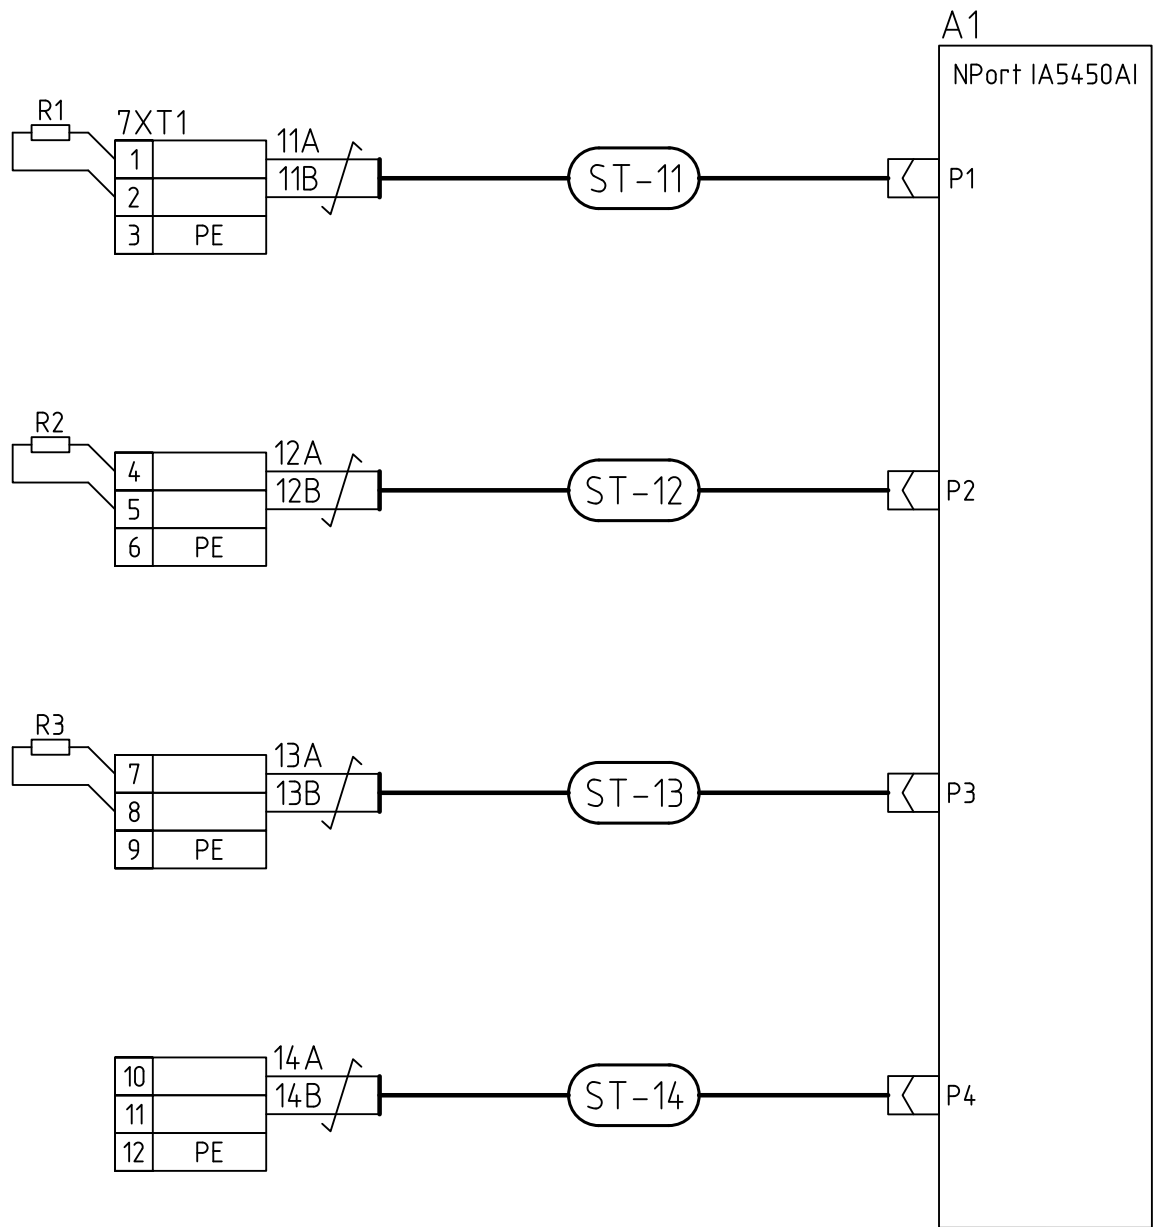 A1
NPort IA5450AI
R1
7XT1
1
11A
2
11B
3 PE
ST-11
P1
R2
4
12A
5
12B
6 PE
ST-12
P2
R3
7
13A
8
13B
9 PE
ST-13
P3
10
14A
11
14B
12 PE
ST-14
P4